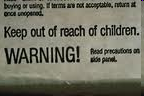 buying or using. If terms are not acceptable, return at
once unopened.
Keep out of reach of children.
WARNING! Read precautions on
side panel.